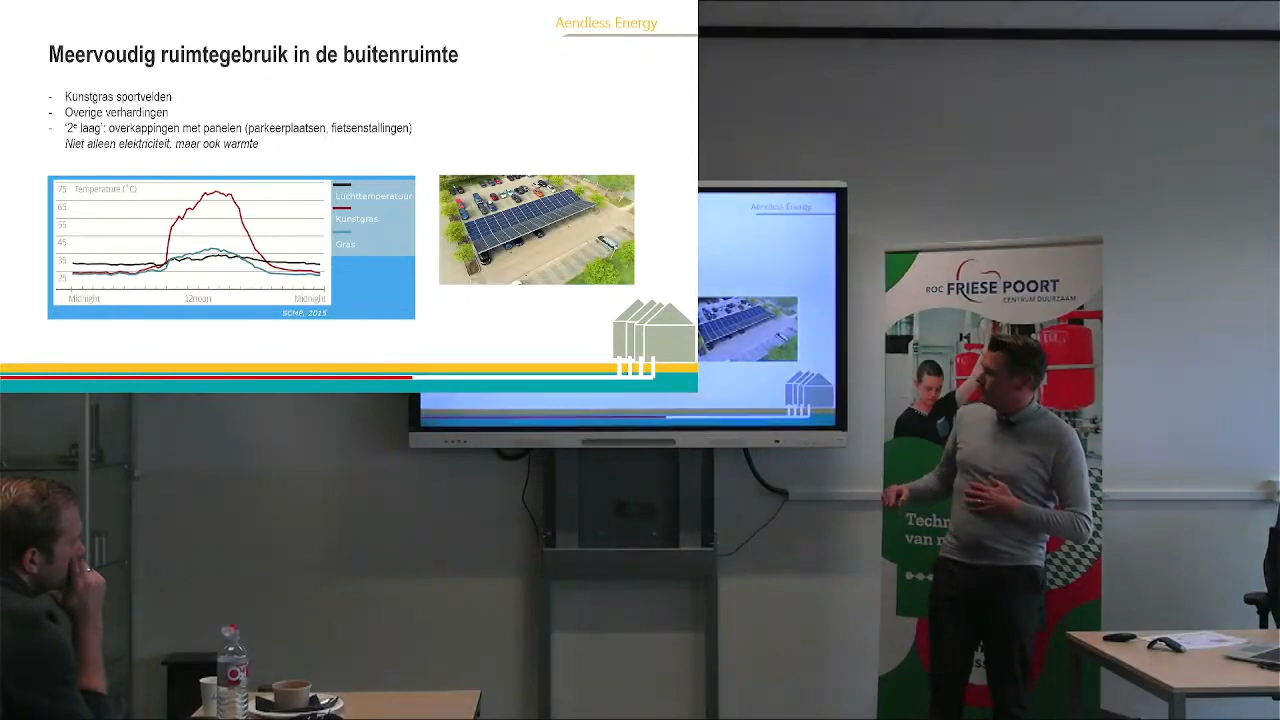 Aendless Energy
Meervoudig ruimtegebruik in de buitenruimte
- Kunstgras sportvelden
- Overige verhardingen
- '2e laag': overkappingen met panelen (parkeerplaatsen, fietsenstallingen)
Niet alleen elektriciteit, maar ook warmte
75 Temperature (°C)
65
55
45
35
25
Midnight 12noon Midnight
Luchttemperatuur
Kunstgras
Gras
SCMP, 2015
Aendless Energy
ROC FRIESE POORT
CENTRUM DUURZAAM
Techn
van